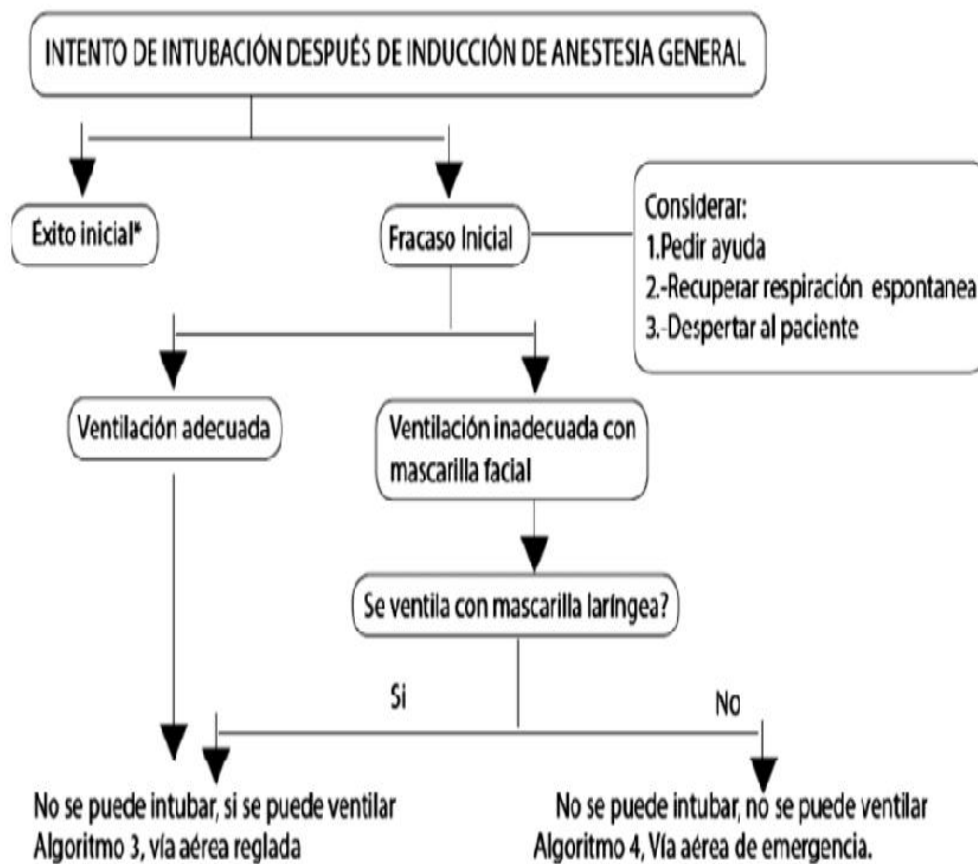 INTENTO DE INTUBACIÓN DESPUÉS DE INDUCCIÓN DE ANESTESIA GENERAL
Éxito inicial*
Fracaso Inicial
Considerar:
1.Pedir ayuda
2.-Recuperar respiración espontanea
3.-Despertar al paciente
Ventilación adecuada
Ventilación inadecuada con
mascarilla facial
Se ventila con mascarilla laríngea?
Si
No
No se puede intubar, si se puede ventilar
Algoritmo 3, vía aérea reglada
No se puede intubar, no se puede ventilar
Algoritmo 4, Vía aérea de emergencia.